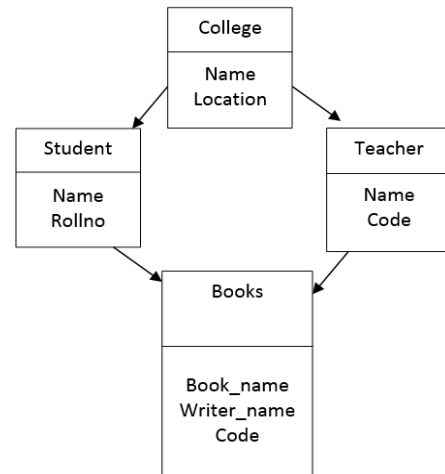 College
Name
Location
Student
Name
Rollno
Teacher
Name
Code
Books
Book_name
Writer_name
Code